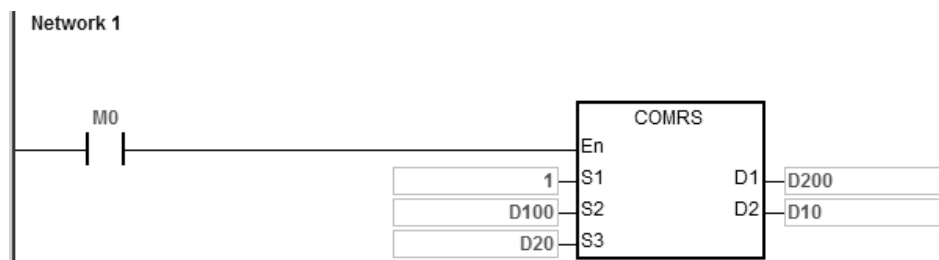 Network 1
M0
COMRS
En
1 S1 D1 D200
D100 S2 D2 D10
D20 S3